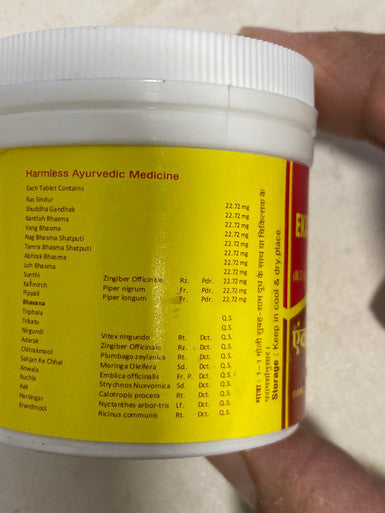 Harmless Ayurvedic Medicine
Each Tablet Contains
Ras Sindur 22.72 mg
Shuddha Gandhak 22.72 mg
Kantloh Bhasma 22.72 mg
Vang Bhasma 22.72 mg
Nag Bhasma Shatputi 22.72 mg
Tamra Bhasma Shatputi 22.72 mg
Abhrak Bhasma 22.72 mg
Loh Bhasma 22.72 mg
Sunthi Zingiber Officinale Rz. Pdr. 22.72 mg
Kalimirch Piper nigrum Fr. Pdr. 22.72 mg
Pippali Piper longum Fr. Pdr. 22.72 mg
Bhavana
Triphala Q.S.
Trikatu Q.S.
Nirgundi Vitex nirgundo Rt. Dct. Q.S.
Adarak Zingiber Officinale Rz. Dct. Q.S.
Chitrakmool Plumbago zeylanica Rt. Dct. Q.S.
Sahjan Ke Chhal Moringa Oleifera Sd. Dct. Q.S.
Anwala Emblica officinalis Fr. P. Dct. Q.S.
Kuchla Strychnos Nuxvomica Sd. Dct. Q.S.
Aak Calotropis procera Rt. Dct. Q.S.
Harsingar Nyctanthes arbor-tris Lf. Dct. Q.S.
Erandmool Ricinus communis Rt. Dct. Q.S.
मात्रा : १-१ गोली सुबह-शाम दूध के साथ या चिकित्सक के
Storage : Keep in cool & dry place.